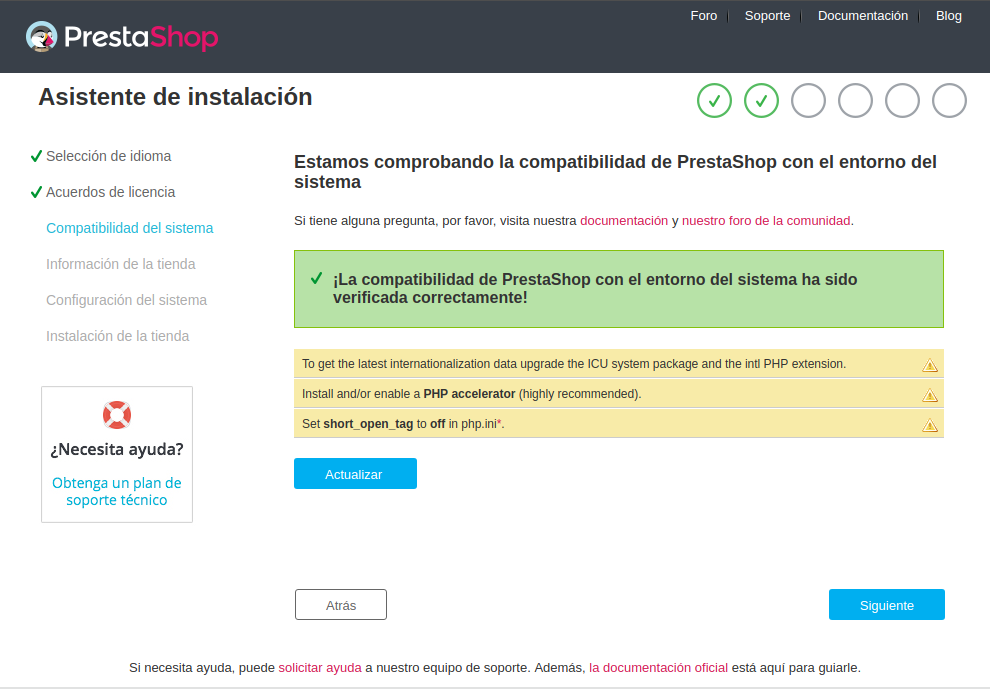 Foro
Soporte
Documentación
Blog
PrestaShop
Asistente de instalación
Selección de idioma
Acuerdos de licencia
Compatibilidad del sistema
Información de la tienda
Configuración del sistema
Instalación de la tienda
¿Necesita ayuda?
Obtenga un plan de
soporte técnico
Estamos comprobando la compatibilidad de PrestaShop con el entorno del
sistema
Si tiene alguna pregunta, por favor, visita nuestra documentación y nuestro foro de la comunidad.
¡La compatibilidad de PrestaShop con el entorno del sistema ha sido
verificada correctamente!
To get the latest internationalization data upgrade the ICU system package and the intl PHP extension.
Install and/or enable a PHP accelerator (highly recommended).
Set short_open_tag to off in php.ini*.
Actualizar
Atrás
Siguiente
Si necesita ayuda, puede solicitar ayuda a nuestro equipo de soporte. Además, la documentación oficial está aquí para guiarle.